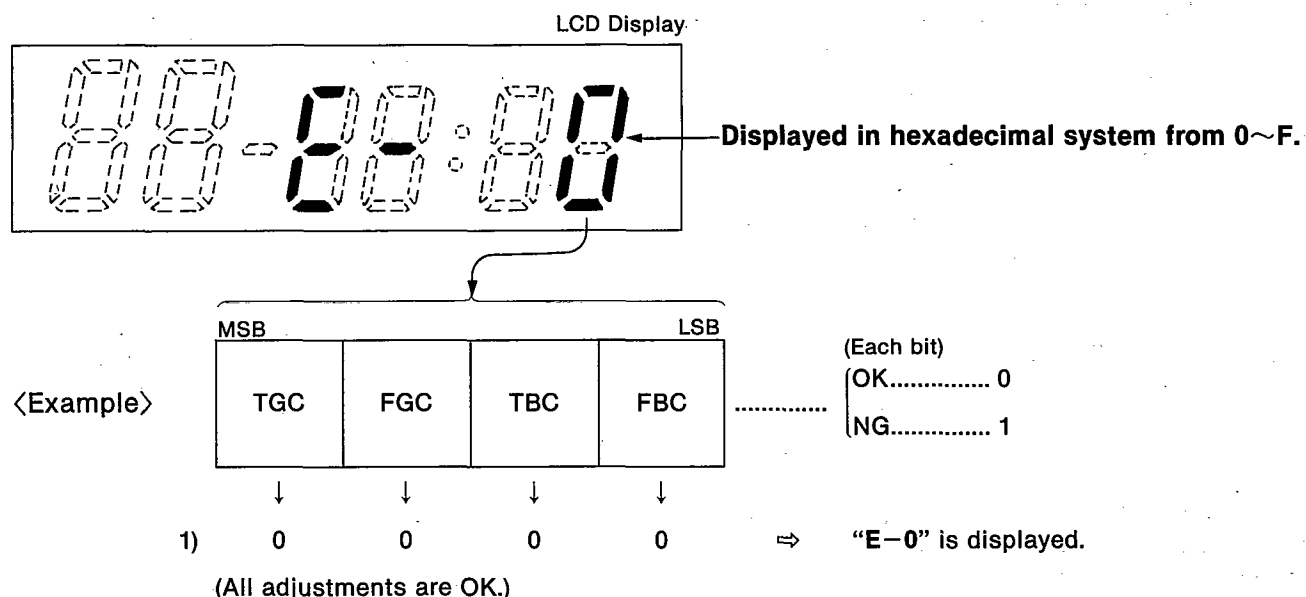 LCD Display
E-0
Displayed in hexadecimal system from 0~F.
MSB LSB
(Each bit)
OK............... 0
〈Example〉 TGC FGC TBC FBC ..............
NG............... 1
↓ ↓ ↓ ↓
1) 0 0 0 0 ⇨ “E−0” is displayed.
(All adjustments are OK.)